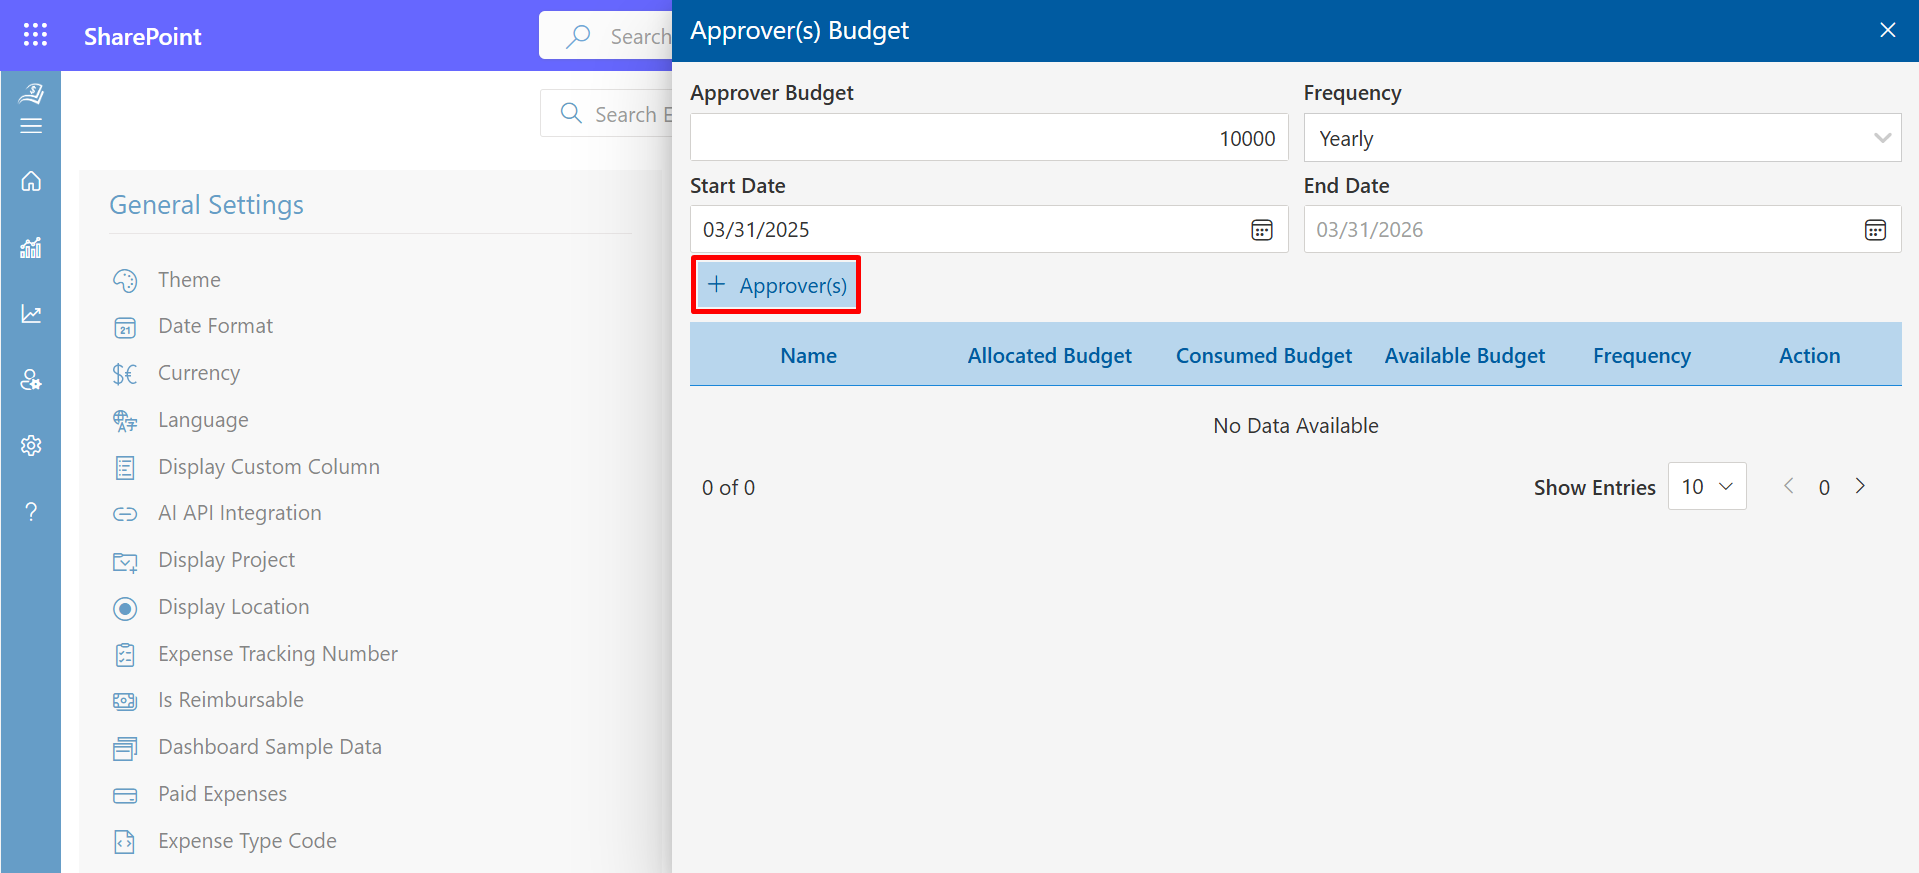 SharePoint
Search
Search E
General Settings
Theme
21
Date Format
Currency
Language
Display Custom Column
AI API Integration
Display Project
Display Location
Expense Tracking Number
Is Reimbursable
Dashboard Sample Data
Paid Expenses
Expense Type Code
Approver(s) Budget
Approver Budget
Frequency
10000
Yearly
Start Date
End Date
03/31/2025
03/31/2026
+ Approver(s)
Name Allocated Budget Consumed Budget Available Budget Frequency Action
No Data Available
0 of 0
Show Entries 10 < 0 >